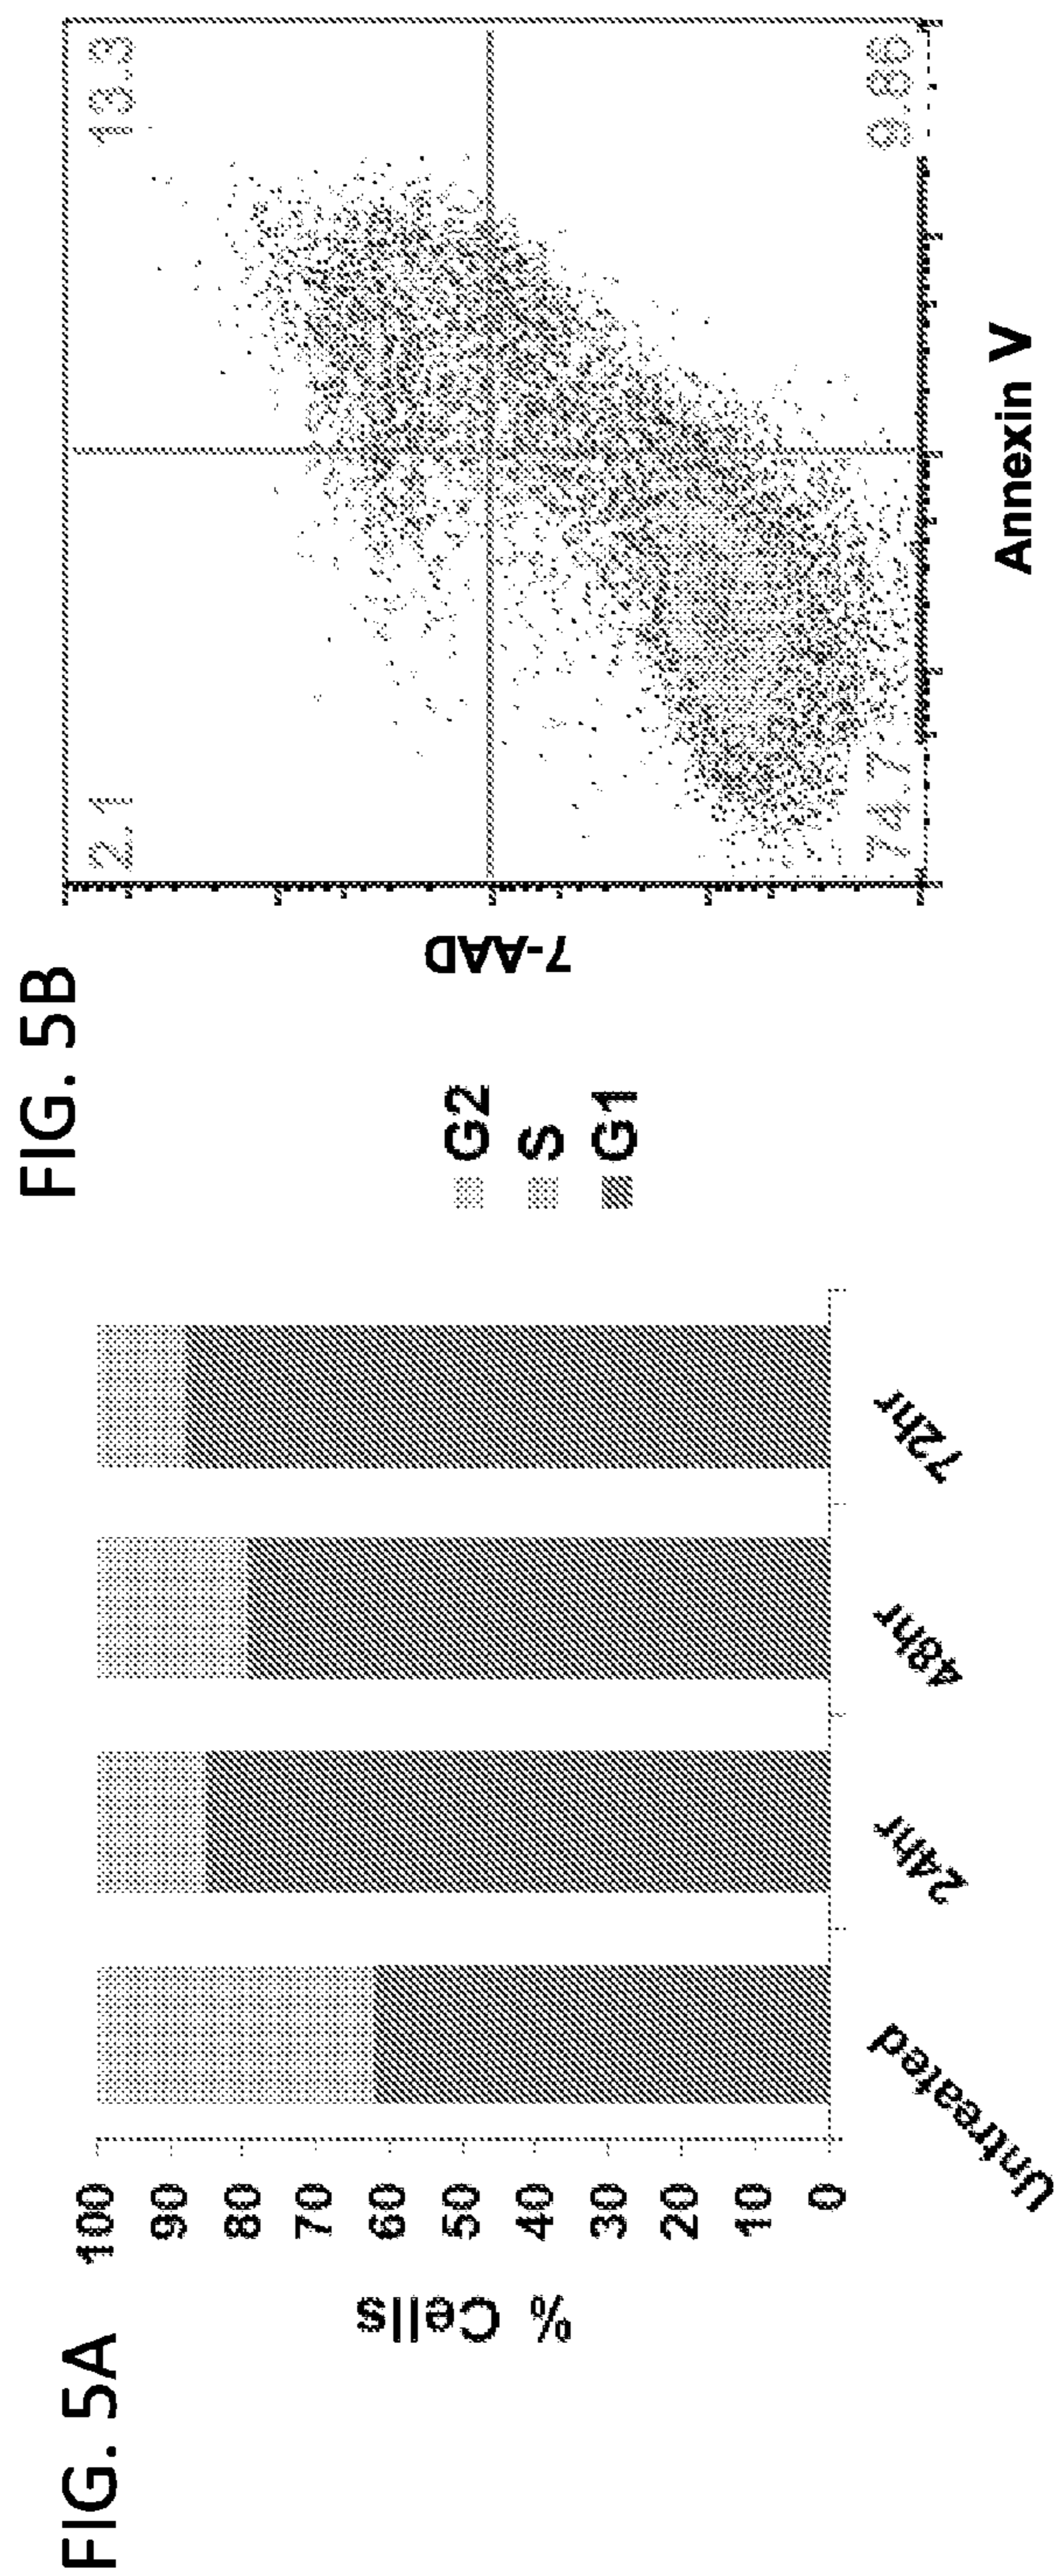 FIG. 5A
% Cells
100
90
80
70
60
50
40
30
20
10
0
Untreated
24hr
48hr
72hr
G2
S
G1
FIG. 5B
7-AAD
2.1
13.3
74.7
9.86
Annexin V